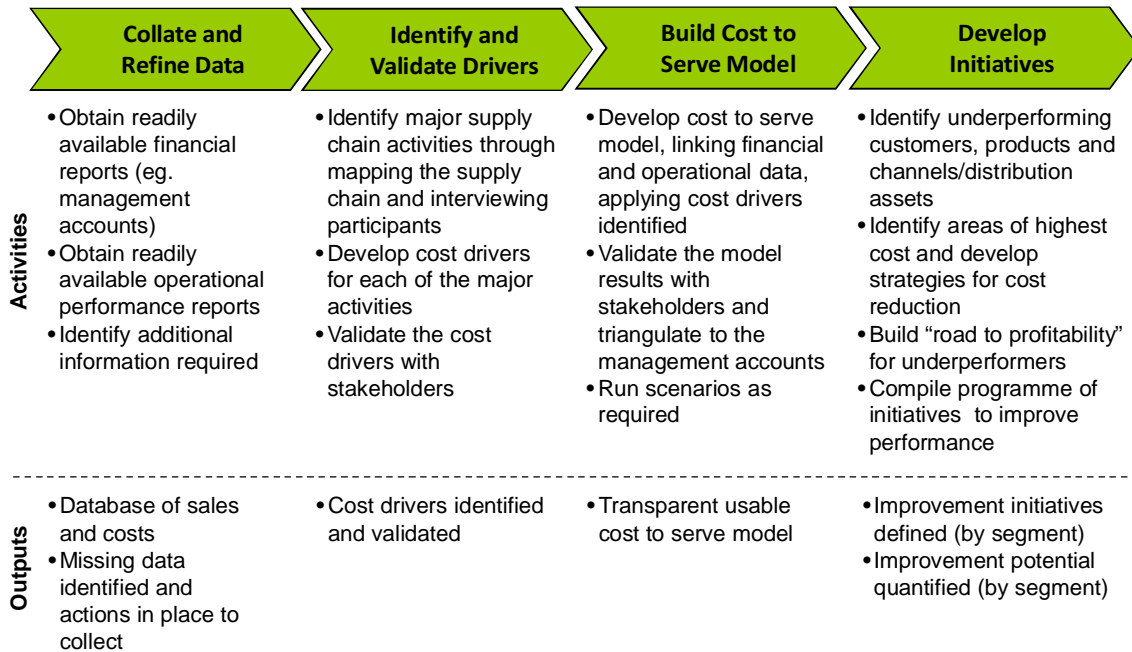 Collate and
Refine Data
Identify and
Validate Drivers
Build Cost to
Serve Model
Develop
Initiatives
Activities
•Obtain readily
available financial
reports (eg.
management
accounts)
•Obtain readily
available operational
performance reports
•Identify additional
information required
•Identify major supply
chain activities through
mapping the supply
chain and interviewing
participants
•Develop cost drivers
for each of the major
activities
•Validate the cost
drivers with
stakeholders
•Develop cost to serve
model, linking financial
and operational data,
applying cost drivers
identified
•Validate the model
results with
stakeholders and
triangulate to the
management accounts
•Run scenarios as
required
•Identify underperforming
customers, products and
channels/distribution
assets
•Identify areas of highest
cost and develop
strategies for cost
reduction
•Build “road to profitability”
for underperformers
•Compile programme of
initiatives to improve
performance
Outputs
•Database of sales
and costs
•Missing data
identified and
actions in place to
collect
•Cost drivers identified
and validated
•Transparent usable
cost to serve model
•Improvement initiatives
defined (by segment)
•Improvement potential
quantified (by segment)